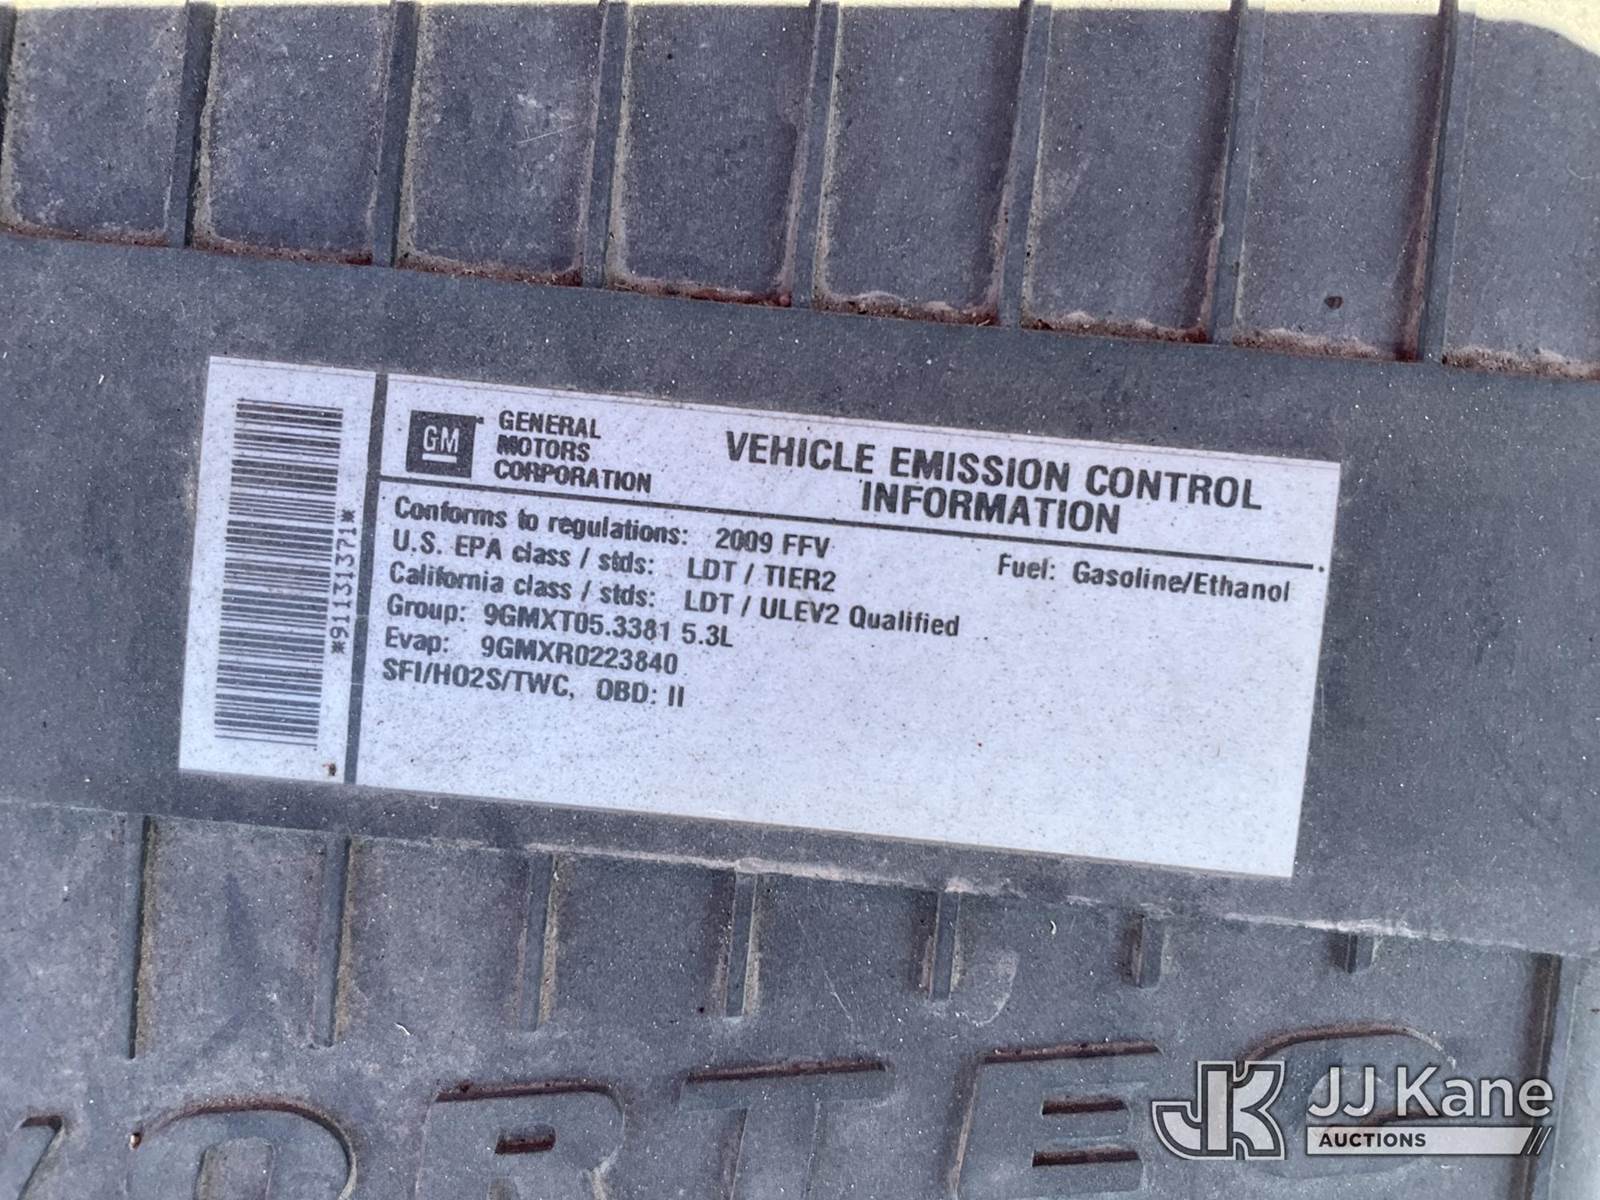 *91131371*
GM
GENERAL
MOTORS
CORPORATION
VEHICLE EMISSION CONTROL
INFORMATION
Conforms to regulations: 2009 FFV
Fuel: Gasoline/Ethanol
U.S. EPA class / stds: LDT / TIER2
California class / stds: LDT / ULEV2 Qualified
Group: 9GMXT05.3381 5.3L
Evap: 9GMXR0223840
SFI/HO2S/TWC, OBD: II
VORTEC
JK JJ Kane
AUCTIONS